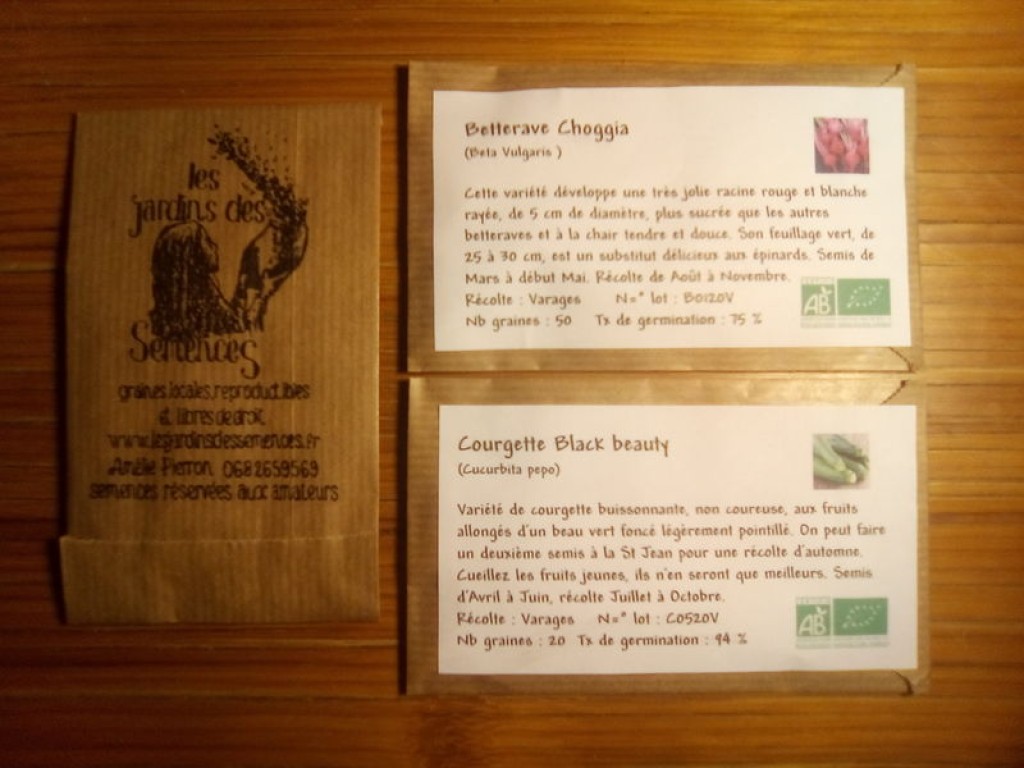 les
jardins des
Semences
graines locales, reproductibles
et libres de droit
www.lesjardinsdessemences.fr
Amélie Pierron 0682659569
semences réservées aux amateurs
Betterave Choggia
(Beta Vulgaris )
Cette variété développe une très jolie racine rouge et blanche
rayée, de 5 cm de diamètre, plus sucrée que les autres
betteraves et à la chair tendre et douce. Son feuillage vert, de
25 à 30 cm, est un substitut délicieux aux épinards. Semis de
Mars à début Mai. Récolte de Août à Novembre.
Récolte : Varages N=° lot : B0120V
Nb graines : 50 Tx de germination : 75 %
AB
Courgette Black beauty
(Cucurbita pepo)
Variété de courgette buissonnante, non coureuse, aux fruits
allongés d'un beau vert foncé légèrement pointillé. On peut faire
un deuxième semis à la St Jean pour une récolte d'automne.
Cueillez les fruits jeunes, ils n'en seront que meilleurs. Semis
d'Avril à Juin, récolte Juillet à Octobre.
Récolte : Varages N=° lot : C0520V
Nb graines : 20 Tx de germination : 94 %
AB